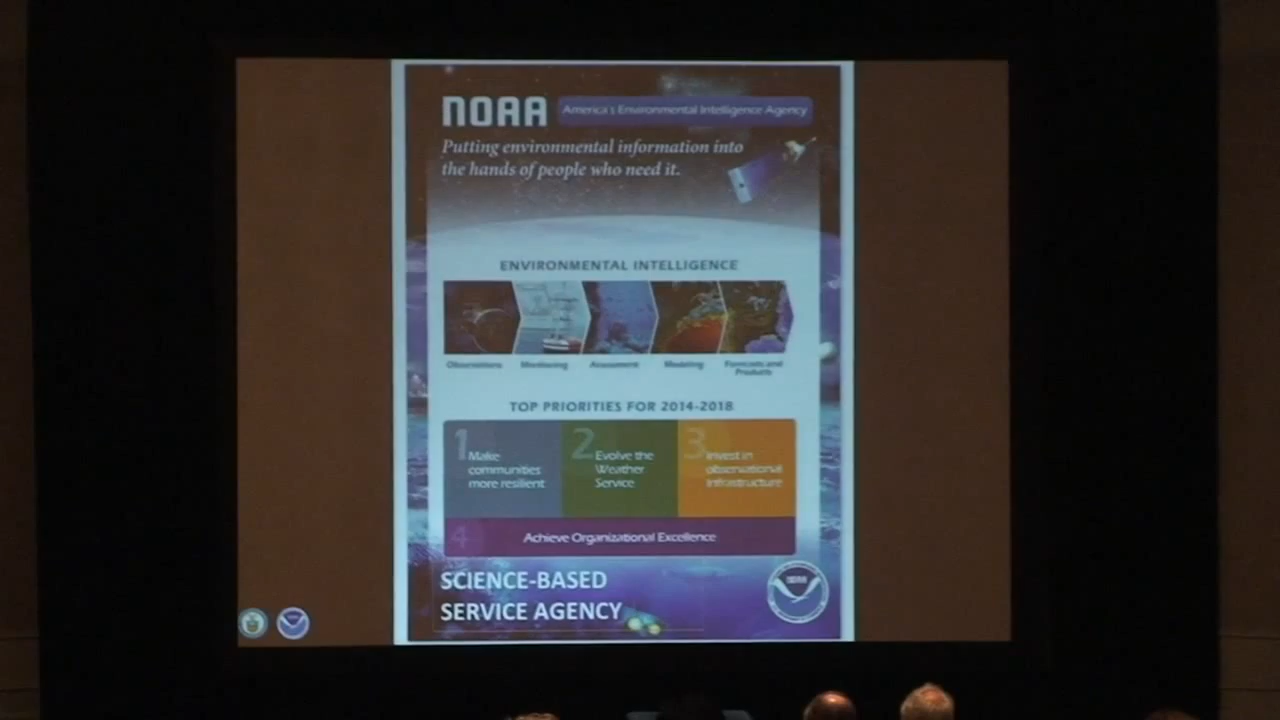 NOAA America's Environmental Intelligence Agency
Putting environmental information into
the hands of people who need it.
ENVIRONMENTAL INTELLIGENCE
Observations Monitoring Assessment Modeling Forecasts and
Products
TOP PRIORITIES FOR 2014-2018
1 Make
communities
more resilient
2 Evolve the
Weather
Service
3 Invest in
observational
infrastructure
4 Achieve Organizational Excellence
SCIENCE-BASED
SERVICE AGENCY
NOAA